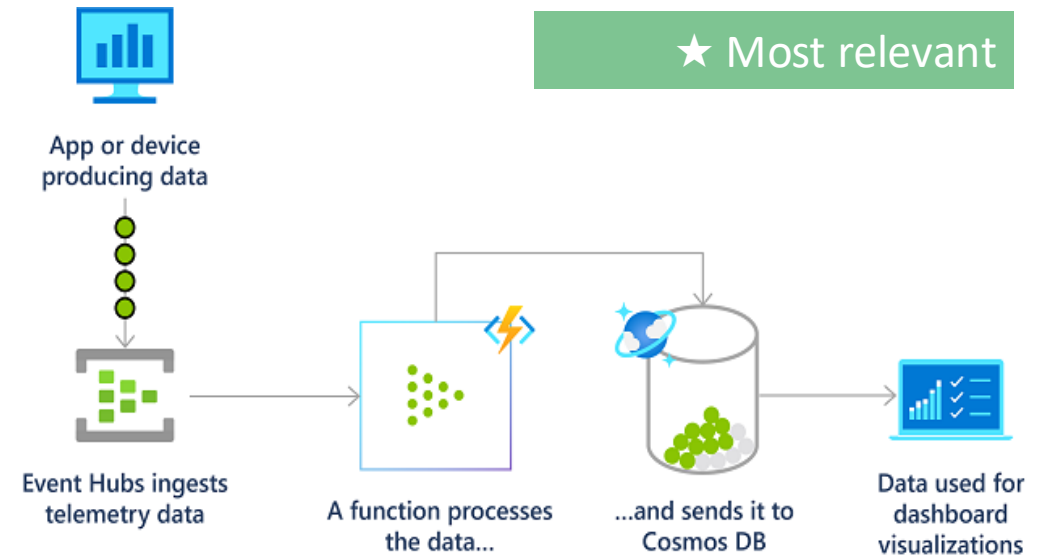 ★ Most relevant
App or device
producing data
Event Hubs ingests
telemetry data
A function processes
the data...
...and sends it to
Cosmos DB
Data used for
dashboard
visualizations